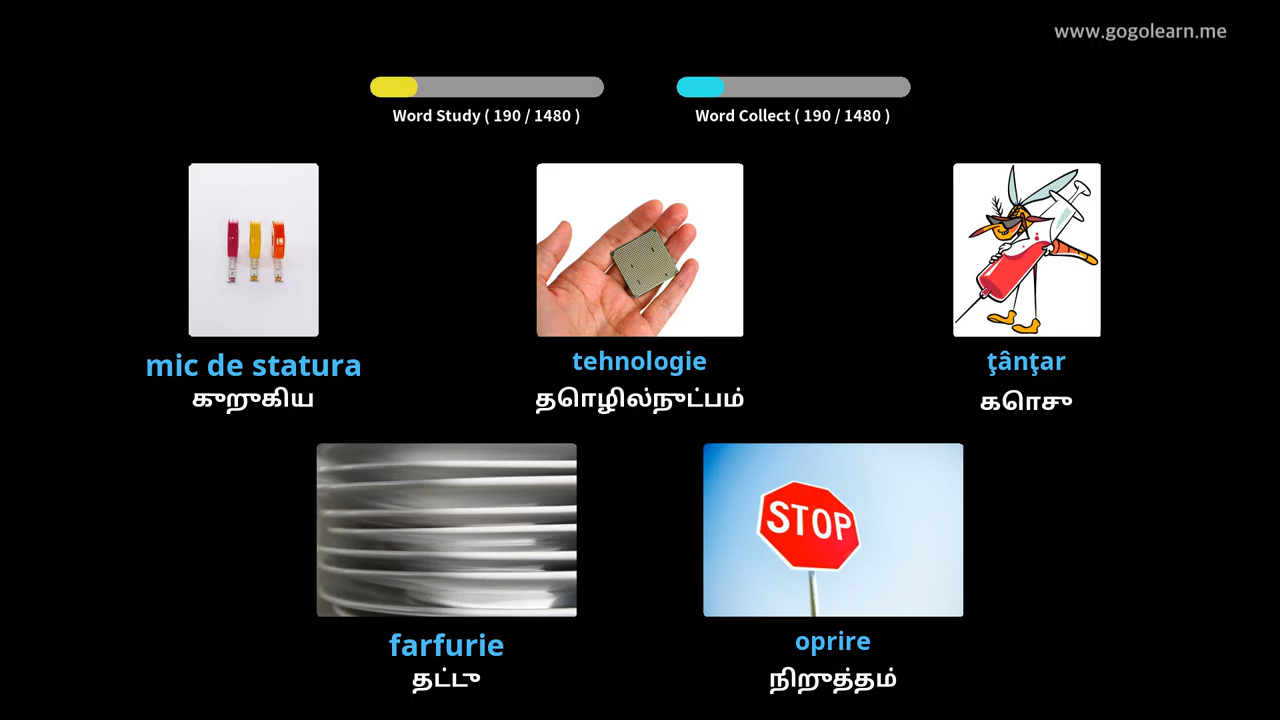 www.gogolearn.me
Word Study ( 190 / 1480 )
Word Collect ( 190 / 1480 )
mic de statura
குறுகிய
tehnologie
தொழில்நுட்பம்
ţânţar
கொசு
STOP
farfurie
தட்டு
oprire
நிறுத்தம்